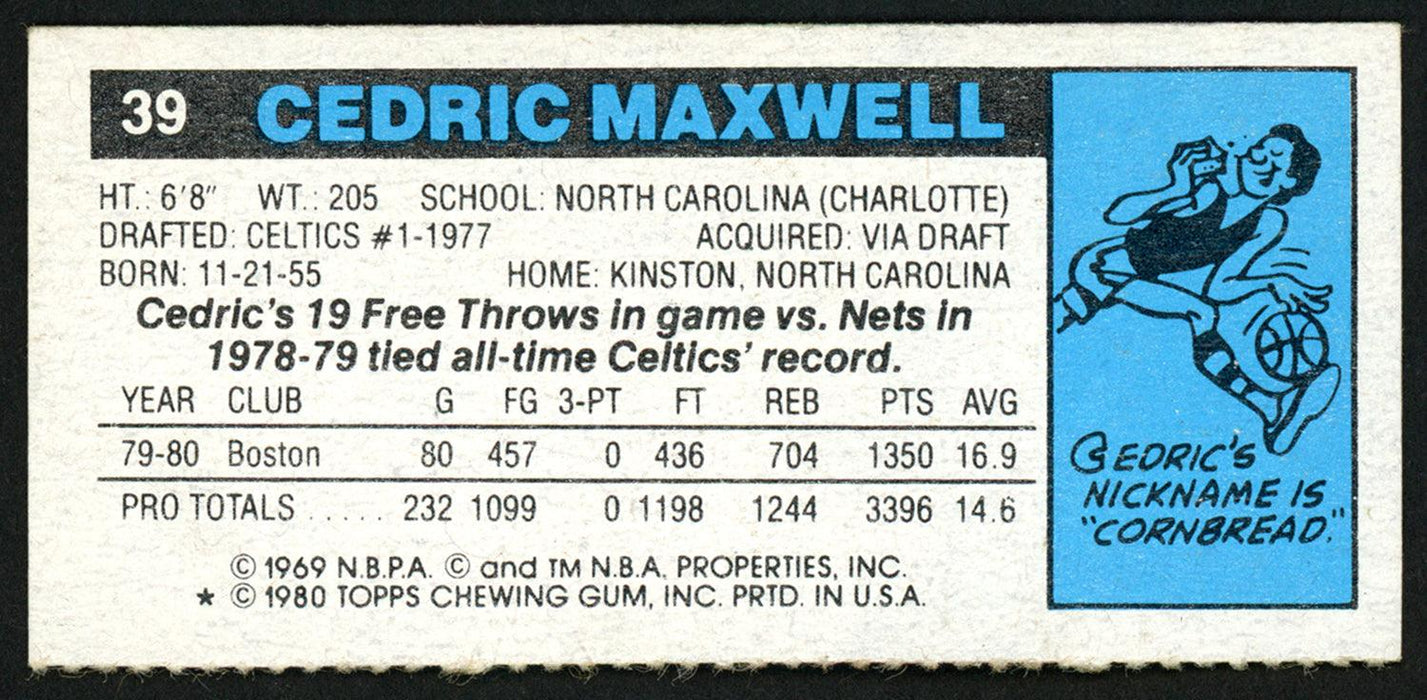 39 CEDRIC MAXWELL
HT.: 6'8" WT.: 205 SCHOOL: NORTH CAROLINA (CHARLOTTE)
DRAFTED: CELTICS #1-1977 ACQUIRED: VIA DRAFT
BORN: 11-21-55 HOME: KINSTON, NORTH CAROLINA
Cedric's 19 Free Throws in game vs. Nets in
1978-79 tied all-time Celtics' record.
YEAR CLUB G FG 3-PT FT REB PTS AVG
79-80 Boston 80 457 0 436 704 1350 16.9
PRO TOTALS ..... 232 1099 0 1198 1244 3396 14.6
© 1969 N.B.P.A. © and TM N.B.A. PROPERTIES, INC.
★ © 1980 TOPPS CHEWING GUM, INC. PRTD. IN U.S.A.
CEDRIC'S
NICKNAME IS
"CORNBREAD."